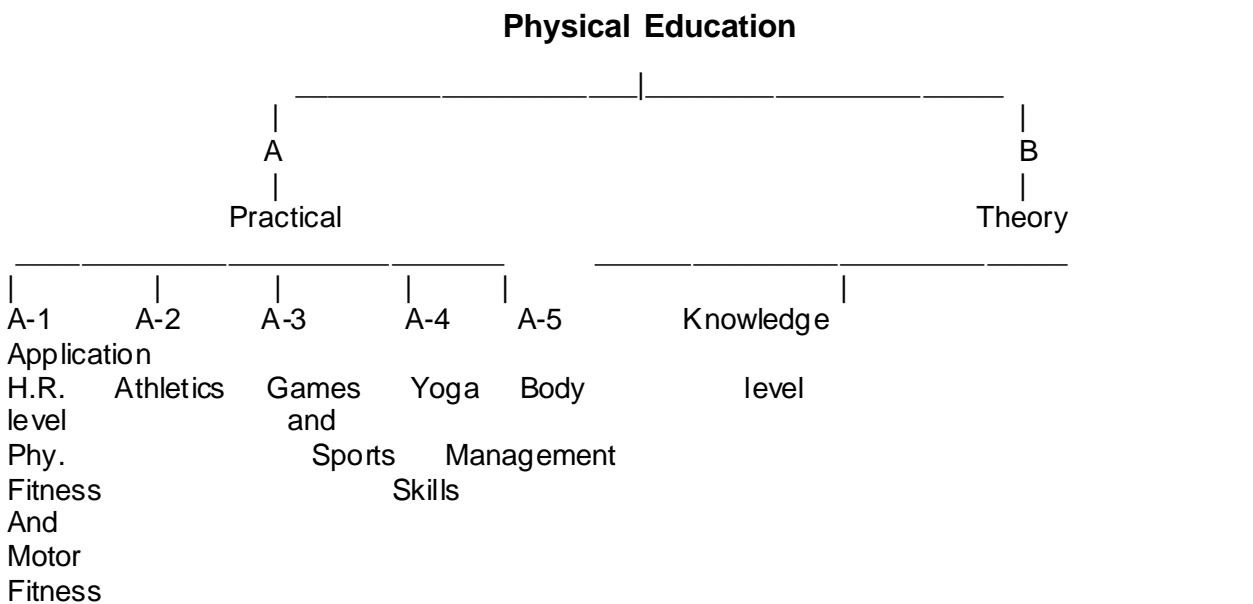 Physical Education
A B
Practical Theory
A-1 A-2 A-3 A-4 A-5 Knowledge
Application
H.R. Athletics Games Yoga Body level
level and
Phy. Sports Management
Fitness Skills
And
Motor
Fitness